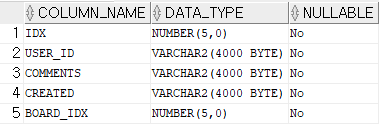 COLUMN_NAME DATA_TYPE NULLABLE
1 IDX NUMBER(5,0) No
2 USER_ID VARCHAR2(4000 BYTE) No
3 COMMENTS VARCHAR2(4000 BYTE) No
4 CREATED VARCHAR2(4000 BYTE) No
5 BOARD_IDX NUMBER(5,0) No